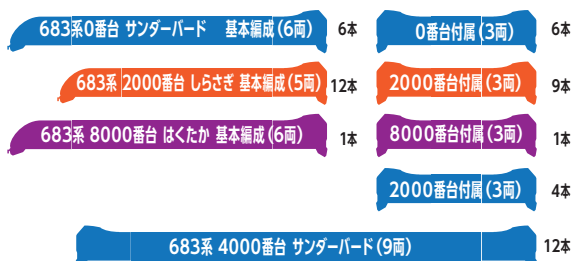 683系0番台 サンダーバード 基本編成(6両) 6本 0番台付属(3両) 6本
683系 2000番台 しらさぎ 基本編成(5両) 12本 2000番台付属(3両) 9本
683系 8000番台 はくたか 基本編成(6両) 1本 8000番台付属(3両) 1本
2000番台付属(3両) 4本
683系 4000番台 サンダーバード(9両) 12本